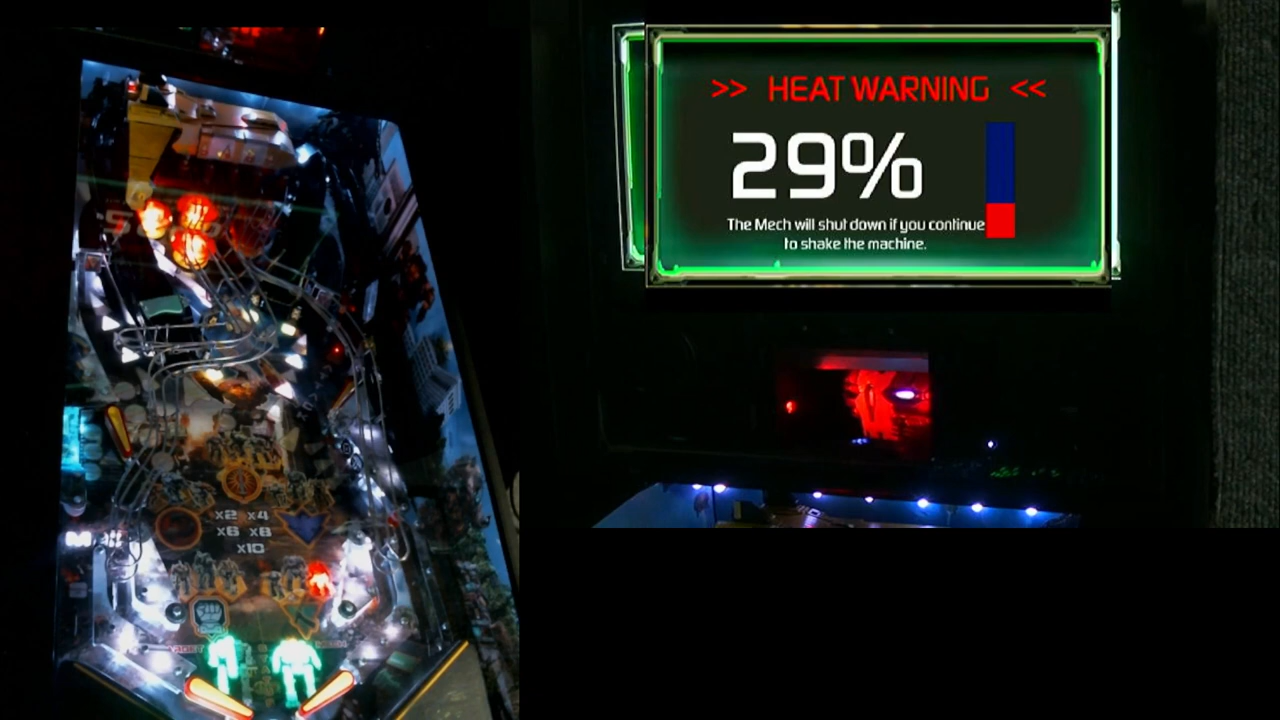 >> HEAT WARNING <<
29%
The Mech will shut down if you continue
to shake the machine.
x2 x4
x6 x8
x10